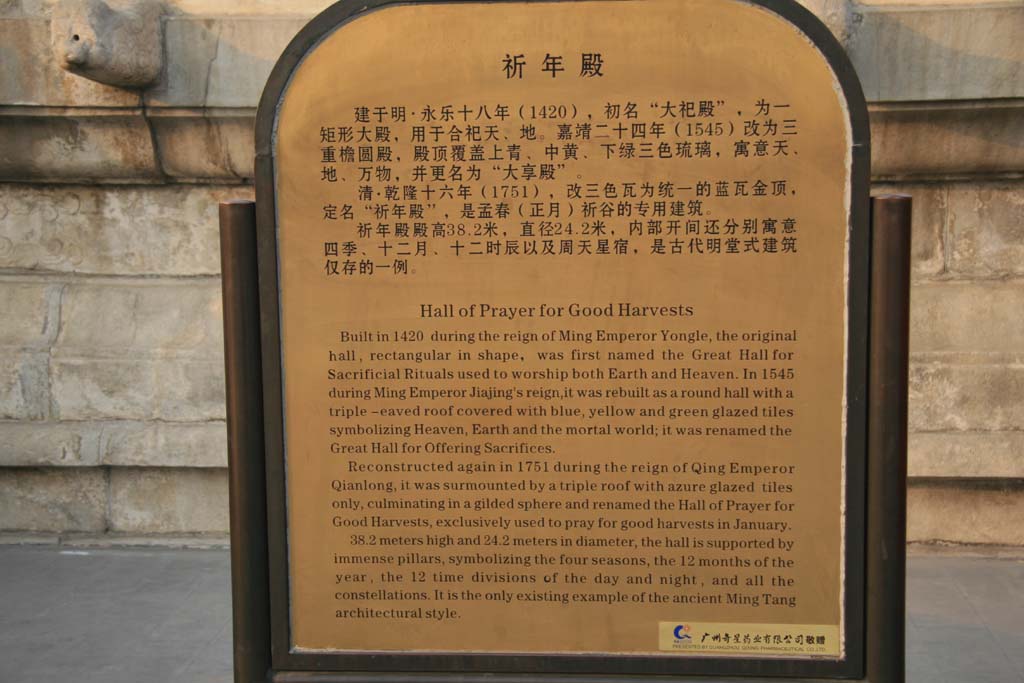 祈年殿
建于明·永乐十八年（1420），初名“大祀殿”，为一
矩形大殿，用于合祀天、地。嘉靖二十四年（1545）改为三
重檐圆殿，殿顶覆盖上青、中黄、下绿三色琉璃，寓意天、
地、万物，并更名为“大享殿”。
清·乾隆十六年（1751），改三色瓦为统一的蓝瓦金顶，
定名“祈年殿”，是孟春（正月）祈谷的专用建筑。
祈年殿殿高38.2米，直径24.2米，内部开间还分别寓意
四季、十二月、十二时辰以及周天星宿，是古代明堂式建筑
仅存的一例。
Hall of Prayer for Good Harvests
Built in 1420 during the reign of Ming Emperor Yongle, the original
hall, rectangular in shape, was first named the Great Hall for
Sacrificial Rituals used to worship both Earth and Heaven. In 1545
during Ming Emperor Jiajing's reign,it was rebuilt as a round hall with a
triple-eaved roof covered with blue, yellow and green glazed tiles
symbolizing Heaven, Earth and the mortal world; it was renamed the
Great Hall for Offering Sacrifices.
Reconstructed again in 1751 during the reign of Qing Emperor
Qianlong, it was surmounted by a triple roof with azure glazed tiles
only, culminating in a gilded sphere and renamed the Hall of Prayer for
Good Harvests, exclusively used to pray for good harvests in January.
38.2 meters high and 24.2 meters in diameter, the hall is supported by
immense pillars, symbolizing the four seasons, the 12 months of the
year, the 12 time divisions of the day and night, and all the
constellations. It is the only existing example of the ancient Ming Tang
architectural style.
广州奇星药业有限公司敬赠
PRESENTED BY GUANGZHOU QIXING PHARMACEUTICAL CO.,LTD